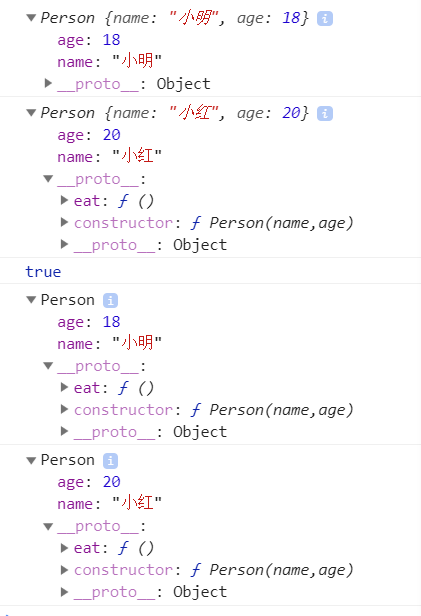 ▼Person {name: "小明", age: 18} i
age: 18
name: "小明"
▶__proto__: Object
▼Person {name: "小红", age: 20} i
age: 20
name: "小红"
▼__proto__:
▶eat: ƒ ()
▶constructor: ƒ Person(name,age)
▶__proto__: Object
true
▼Person i
age: 18
name: "小明"
▼__proto__:
▶eat: ƒ ()
▶constructor: ƒ Person(name,age)
▶__proto__: Object
▼Person i
age: 20
name: "小红"
▼__proto__:
▶eat: ƒ ()
▶constructor: ƒ Person(name,age)
▶__proto__: Object